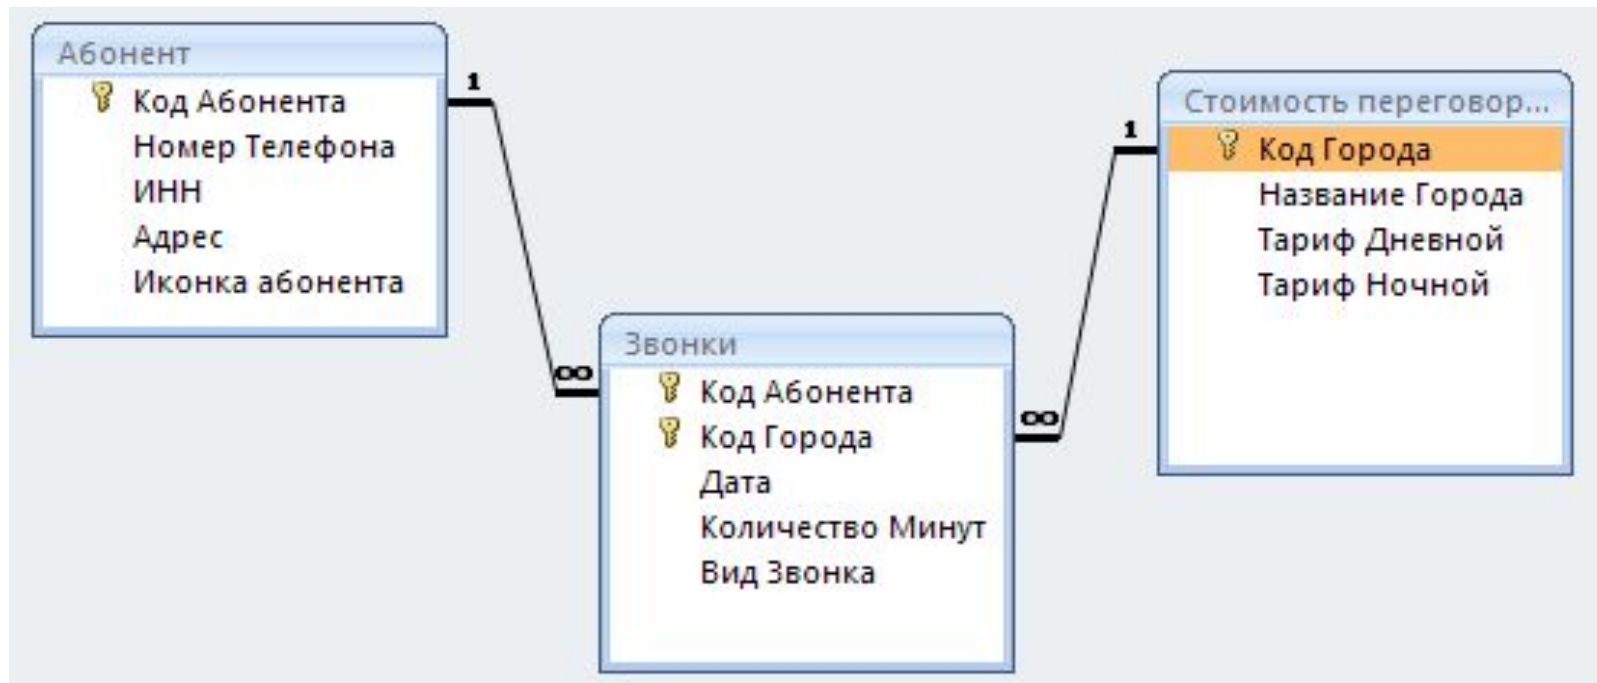 Абонент
Код Абонента
Номер Телефона
ИНН
Адрес
Иконка абонента
1
∞
Звонки
Код Абонента
Код Города
Дата
Количество Минут
Вид Звонка
∞
1
Стоимость переговор...
Код Города
Название Города
Тариф Дневной
Тариф Ночной